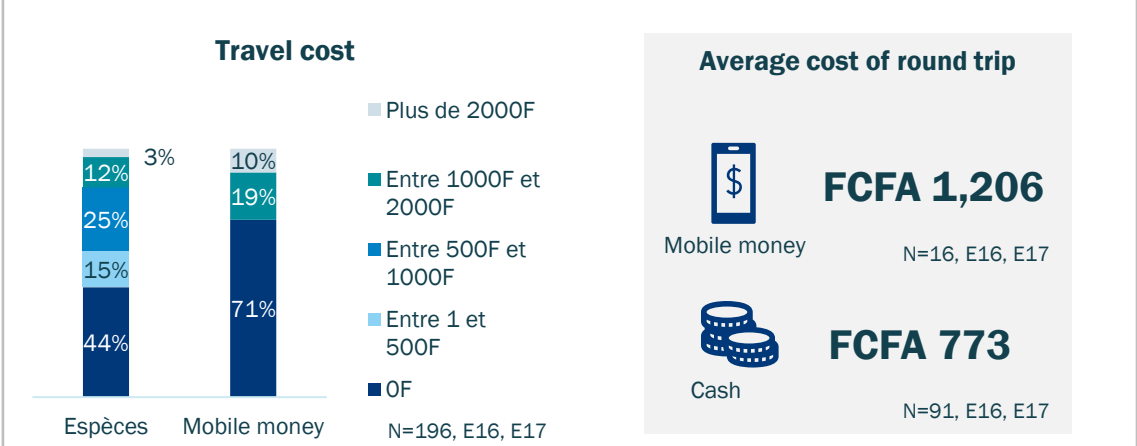 Travel cost
3%
12%
25%
15%
44%
10%
19%
71%
Espèces
Mobile money
Plus de 2000F
Entre 1000F et
2000F
Entre 500F et
1000F
Entre 1 et
500F
0F
N=196, E16, E17
Average cost of round trip
$
FCFA 1,206
Mobile money
N=16, E16, E17
FCFA 773
Cash
N=91, E16, E17